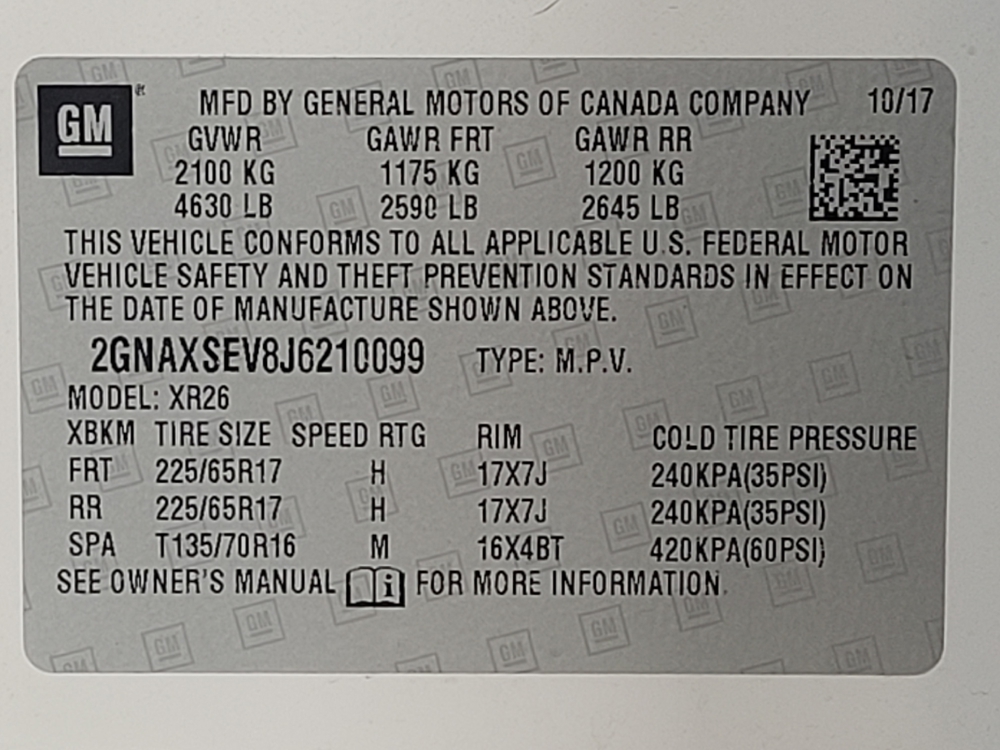 GM
MFD BY GENERAL MOTORS OF CANADA COMPANY 10/17
GVWR GAWR FRT GAWR RR
2100 KG 1175 KG 1200 KG
4630 LB 2590 LB 2645 LB
THIS VEHICLE CONFORMS TO ALL APPLICABLE U.S. FEDERAL MOTOR
VEHICLE SAFETY AND THEFT PREVENTION STANDARDS IN EFFECT ON
THE DATE OF MANUFACTURE SHOWN ABOVE.
2GNAXSEV8J6210099 TYPE: M.P.V.
MODEL: XR26
XBKM TIRE SIZE SPEED RTG RIM COLD TIRE PRESSURE
FRT 225/65R17 H 17X7J 240KPA(35PSI)
RR 225/65R17 H 17X7J 240KPA(35PSI)
SPA T135/70R16 M 16X4BT 420KPA(60PSI)
SEE OWNER'S MANUAL i FOR MORE INFORMATION.